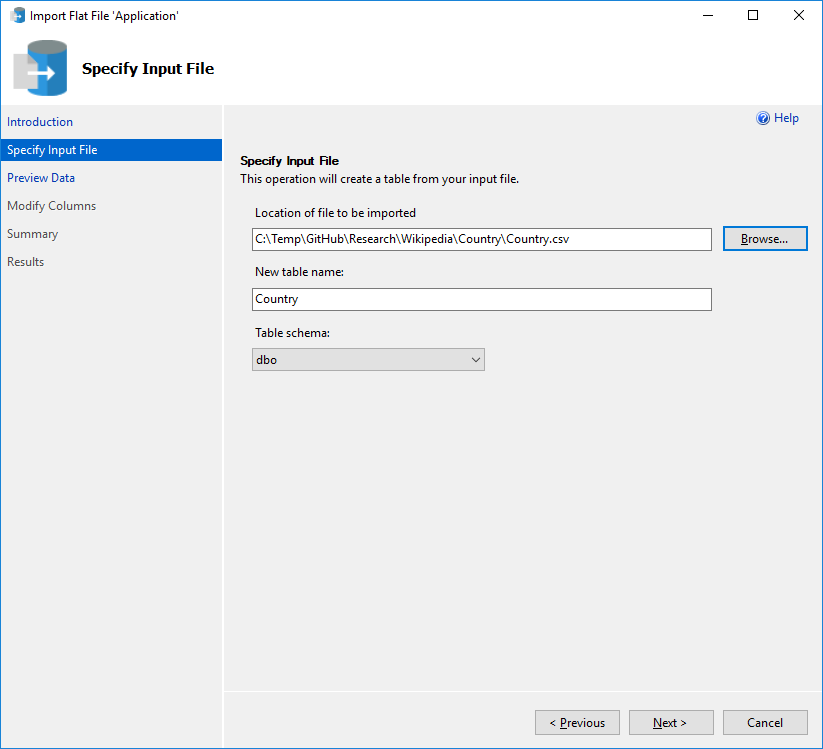 Import Flat File 'Application'
Specify Input File
Introduction
Specify Input File
Preview Data
Modify Columns
Summary
Results
Help
Specify Input File
This operation will create a table from your input file.
Location of file to be imported
C:\Temp\GitHub\Research\Wikipedia\Country\Country.csv
Browse...
New table name:
Country
Table schema:
dbo
< Previous
Next >
Cancel